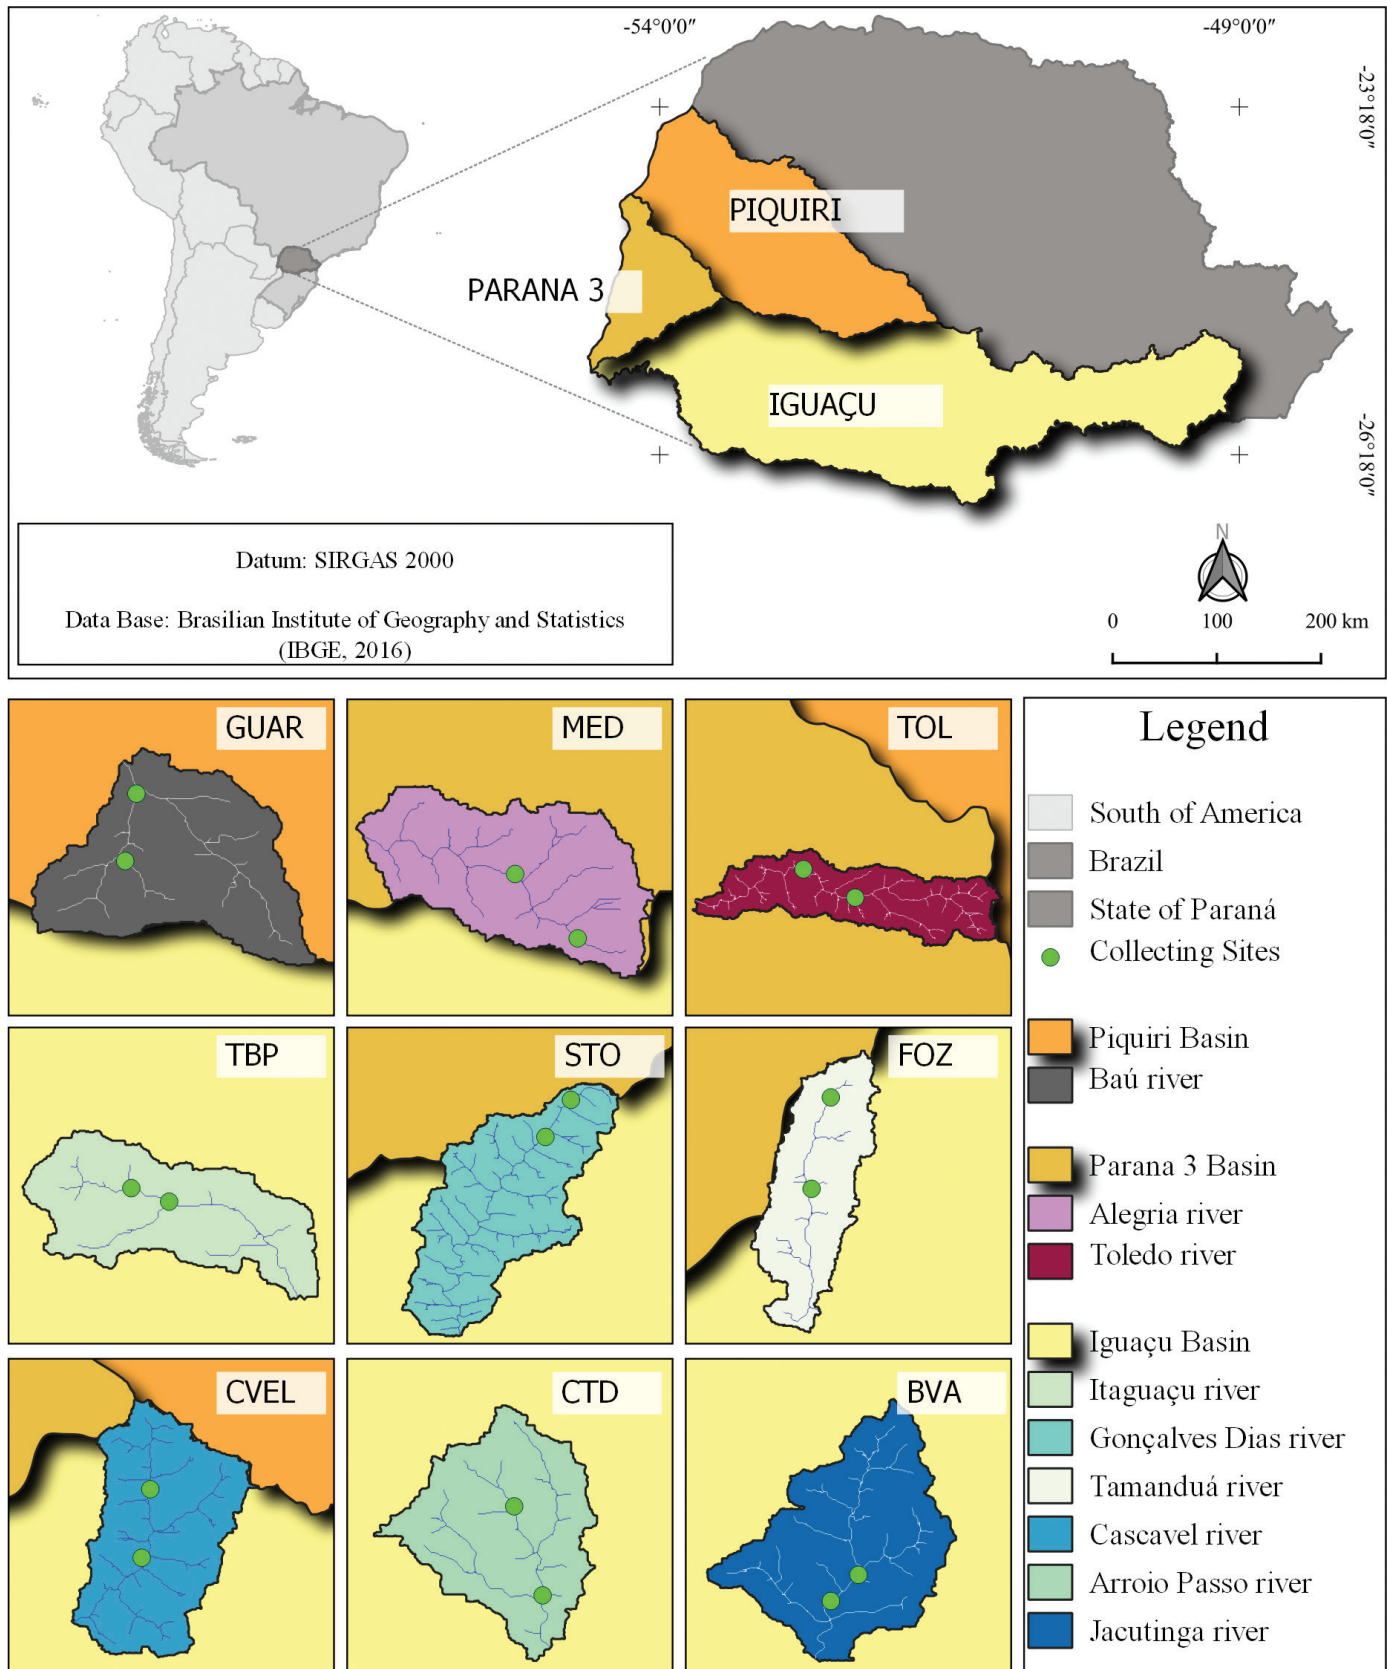 -54°0'0"
-49°0'0"
-23°18'0"
PIQUIRI
PARANA 3
IGUAÇU
-26°18'0"
Datum: SIRGAS 2000
Data Base: Brasilian Institute of Geography and Statistics
(IBGE, 2016)
N
0 100 200 km
GUAR
MED
TOL
TBP
STO
FOZ
CVEL
CTD
BVA
Legend
South of America
Brazil
State of Paraná
Collecting Sites
Piquiri Basin
Baú river
Parana 3 Basin
Alegria river
Toledo river
Iguaçu Basin
Itaguaçu river
Gonçalves Dias river
Tamanduá river
Cascavel river
Arroio Passo river
Jacutinga river